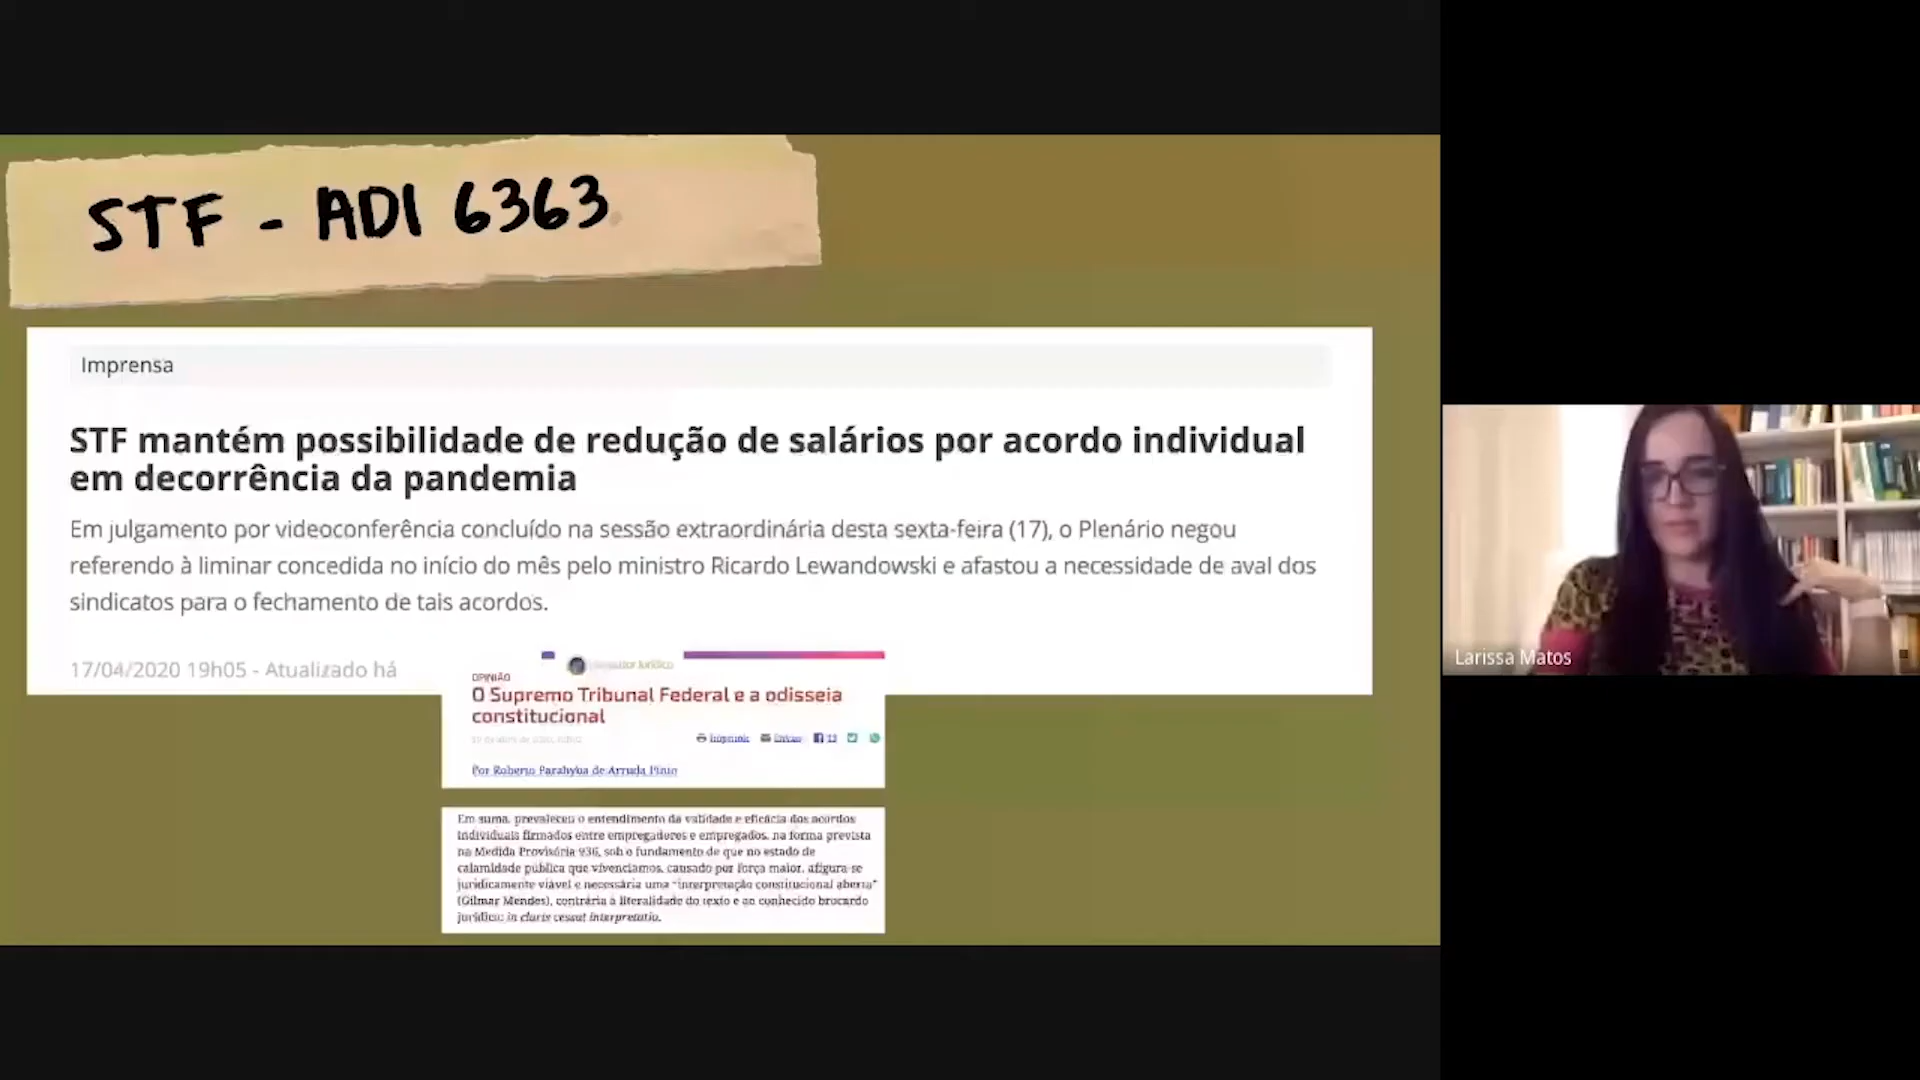 STF - ADI 6363
Imprensa
STF mantém possibilidade de redução de salários por acordo individual
em decorrência da pandemia
Em julgamento por videoconferência concluído na sessão extraordinária desta sexta-feira (17), o Plenário negou
referendo à liminar concedida no início do mês pelo ministro Ricardo Lewandowski e afastou a necessidade de aval dos
sindicatos para o fechamento de tais acordos.
17/04/2020 19h05 - Atualizado há
Jurídico
OPINIÃO
O Supremo Tribunal Federal e a odisseia
constitucional
Imprimir Enviar
Por Roberto Parahyba de Arruda Pinto
Em suma, prevaleceu o entendimento da validade e eficácia dos acordos
individuais firmados entre empregadores e empregados, na forma prevista
na Medida Provisória 936, sob o fundamento de que no estado de
calamidade pública que vivenciamos, causado por força maior, afigura-se
juridicamente viável e necessária uma "interpretação constitucional aberta"
(Gilmar Mendes), contrária à literalidade do texto e ao conhecido brocardo
jurídico: in claris cessat interpretatio.
Larissa Matos